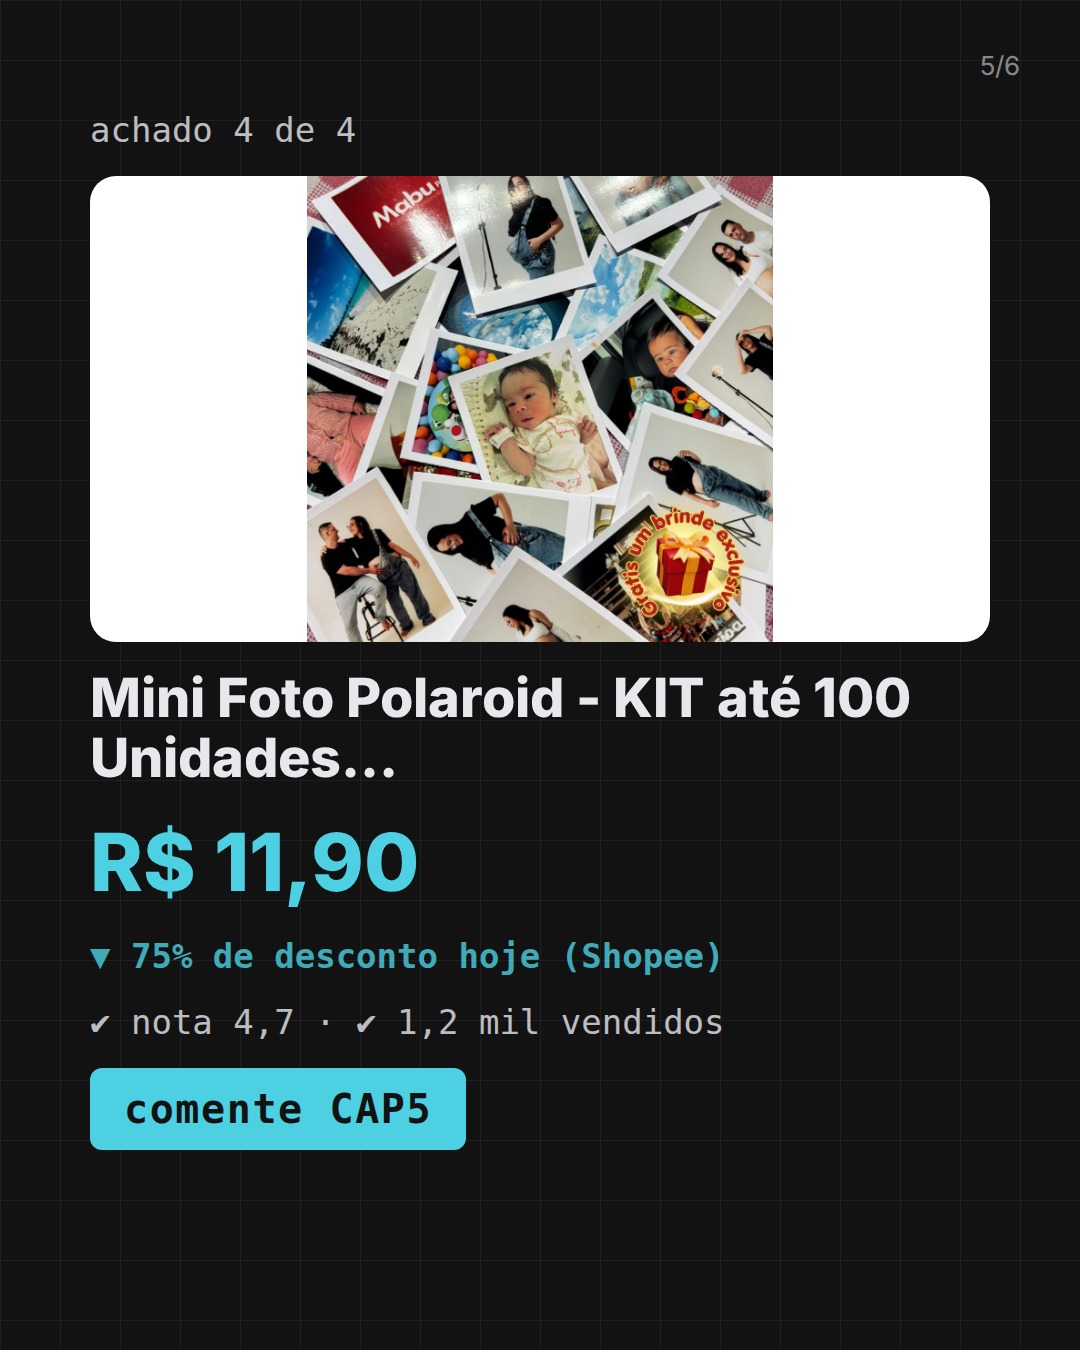 5/6
achado 4 de 4
Mabu
Gratis um brinde exclusivo
Mini Foto Polaroid - KIT até 100
Unidades...
R$ 11,90
▼ 75% de desconto hoje (Shopee)
✔ nota 4,7 · ✔ 1,2 mil vendidos
comente CAP5